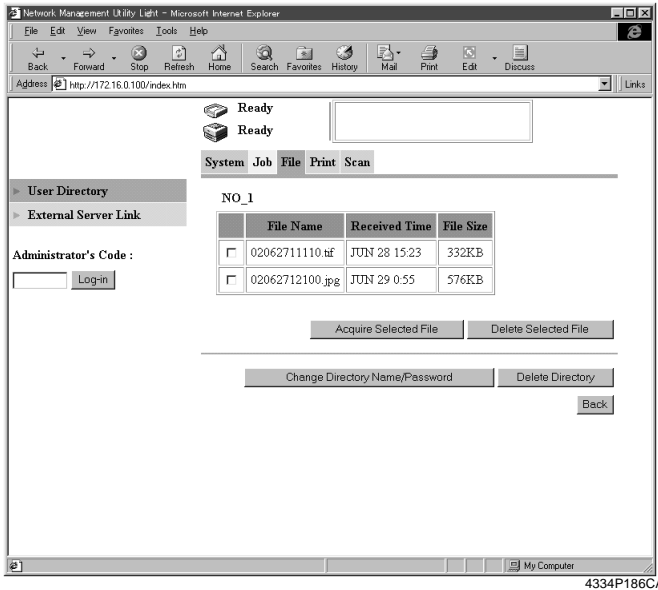 Network Management Utility Light - Microsoft Internet Explorer
File Edit View Favorites Tools Help
Back Forward Stop Refresh Home Search Favorites History Mail Print Edit Discuss
Address http://172.16.0.100/index.htm Links
Ready
Ready
System Job File Print Scan
User Directory
External Server Link
Administrator's Code :
Log-in
NO_1
File Name Received Time File Size
02062711110.tif JUN 28 15:23 332KB
02062712100.jpg JUN 29 0:55 576KB
Acquire Selected File Delete Selected File
Change Directory Name/Password Delete Directory
Back
My Computer
4334P186CA